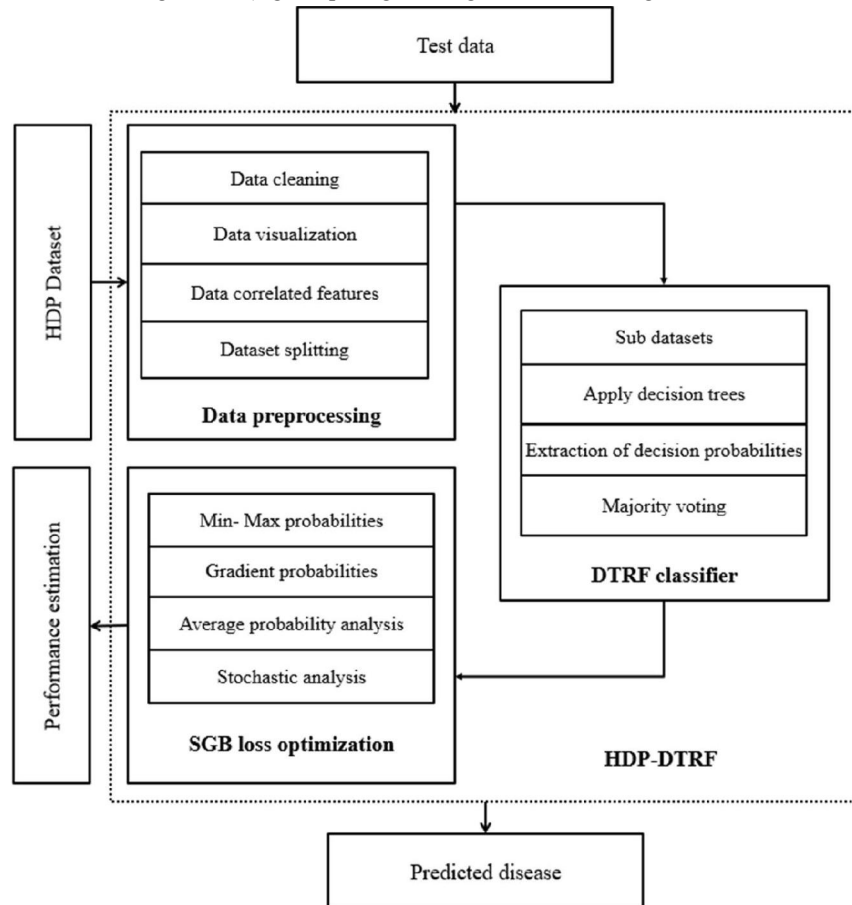 Test data
HDP Dataset
Data cleaning
Data visualization
Data correlated features
Dataset splitting
Data preprocessing
Sub datasets
Apply decision trees
Extraction of decision probabilities
Majority voting
DTRF classifier
Performance estimation
Min- Max probabilities
Gradient probabilities
Average probability analysis
Stochastic analysis
SGB loss optimization
HDP-DTRF
Predicted disease